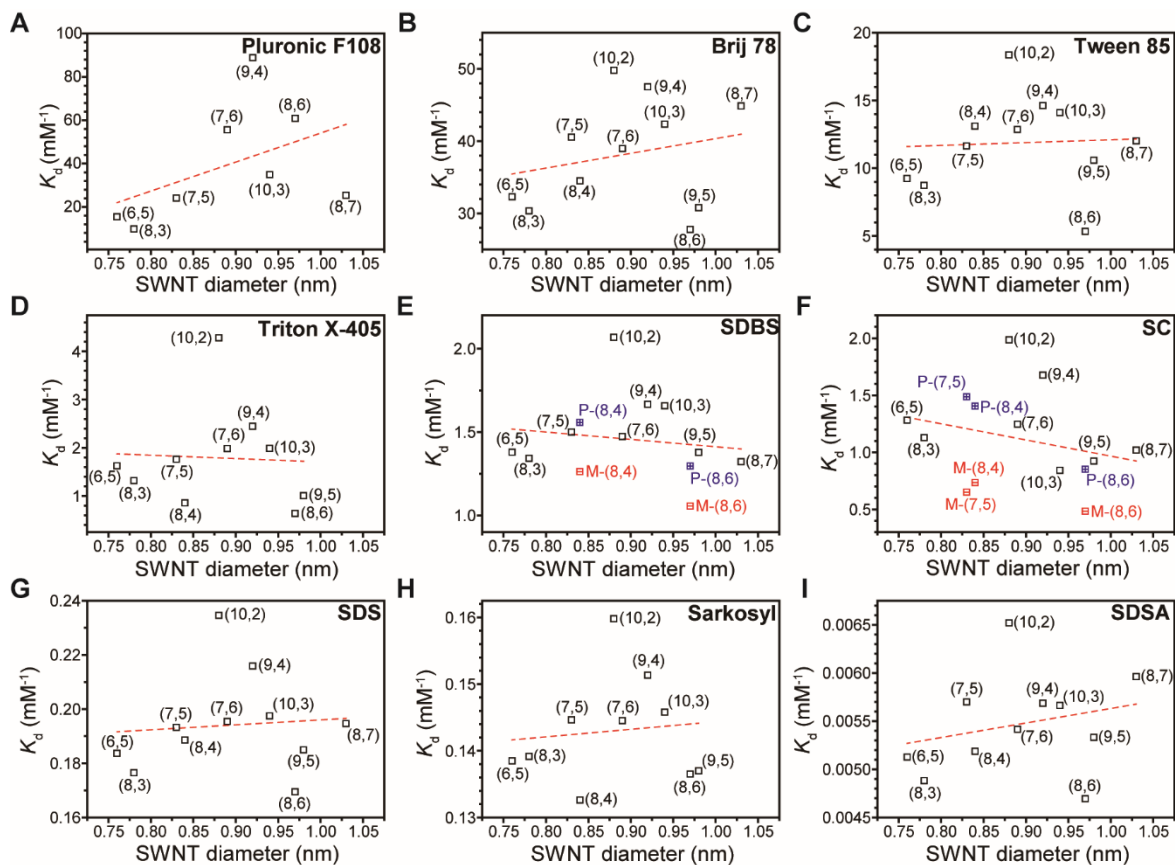 A
Pluronic F108
K_d (mM⁻¹)
100
80
60
40
20
(9,4)
(8,6)
(7,6)
(10,3)
(7,5)
(8,7)
(6,5)
(8,3)
0.75 0.80 0.85 0.90 0.95 1.00 1.05
SWNT diameter (nm)
B
Brij 78
K_d (mM⁻¹)
50
40
30
(10,2)
(9,4)
(8,7)
(7,5)
(10,3)
(7,6)
(8,4)
(6,5)
(8,3)
(9,5)
(8,6)
0.75 0.80 0.85 0.90 0.95 1.00 1.05
SWNT diameter (nm)
C
Tween 85
K_d (mM⁻¹)
20
15
10
5
(10,2)
(9,4)
(8,4)
(7,6)
(10,3)
(6,5)
(7,5)
(8,7)
(9,5)
(8,3)
(8,6)
0.75 0.80 0.85 0.90 0.95 1.00 1.05
SWNT diameter (nm)
D
Triton X-405
K_d (mM⁻¹)
4
3
2
1
(10,2)
(9,4)
(7,6)
(10,3)
(6,5)
(7,5)
(8,3)
(8,4)
(9,5)
(8,6)
0.75 0.80 0.85 0.90 0.95 1.00 1.05
SWNT diameter (nm)
E
SDBS
K_d (mM⁻¹)
2.0
1.5
1.0
(10,2)
(9,4)
P-(8,4)
(10,3)
(7,5)
(6,5)
(7,6)
(9,5)
(8,3)
M-(8,4)
(8,7)
P-(8,6)
M-(8,6)
0.75 0.80 0.85 0.90 0.95 1.00 1.05
SWNT diameter (nm)
F
SC
K_d (mM⁻¹)
2.0
1.5
1.0
0.5
(10,2)
(9,4)
P-(7,5)
P-(8,4)
(6,5)
(7,6)
(8,3)
(9,5)
(8,7)
M-(8,4)
(10,3)
P-(8,6)
M-(7,5)
M-(8,6)
0.75 0.80 0.85 0.90 0.95 1.00 1.05
SWNT diameter (nm)
G
SDS
K_d (mM⁻¹)
0.24
0.22
0.20
0.18
0.16
(10,2)
(9,4)
(7,5)
(7,6)
(10,3)
(6,5)
(8,4)
(8,7)
(9,5)
(8,3)
(8,6)
0.75 0.80 0.85 0.90 0.95 1.00 1.05
SWNT diameter (nm)
H
Sarkosyl
K_d (mM⁻¹)
0.16
0.15
0.14
0.13
(10,2)
(9,4)
(7,5)
(7,6)
(10,3)
(8,3)
(6,5)
(9,5)
(8,6)
(8,4)
0.75 0.80 0.85 0.90 0.95 1.00 1.05
SWNT diameter (nm)
I
SDSA
K_d (mM⁻¹)
0.0065
0.0060
0.0055
0.0050
0.0045
(10,2)
(8,7)
(7,5)
(9,4)
(10,3)
(7,6)
(9,5)
(6,5)
(8,4)
(8,3)
(8,6)
0.75 0.80 0.85 0.90 0.95 1.00 1.05
SWNT diameter (nm)